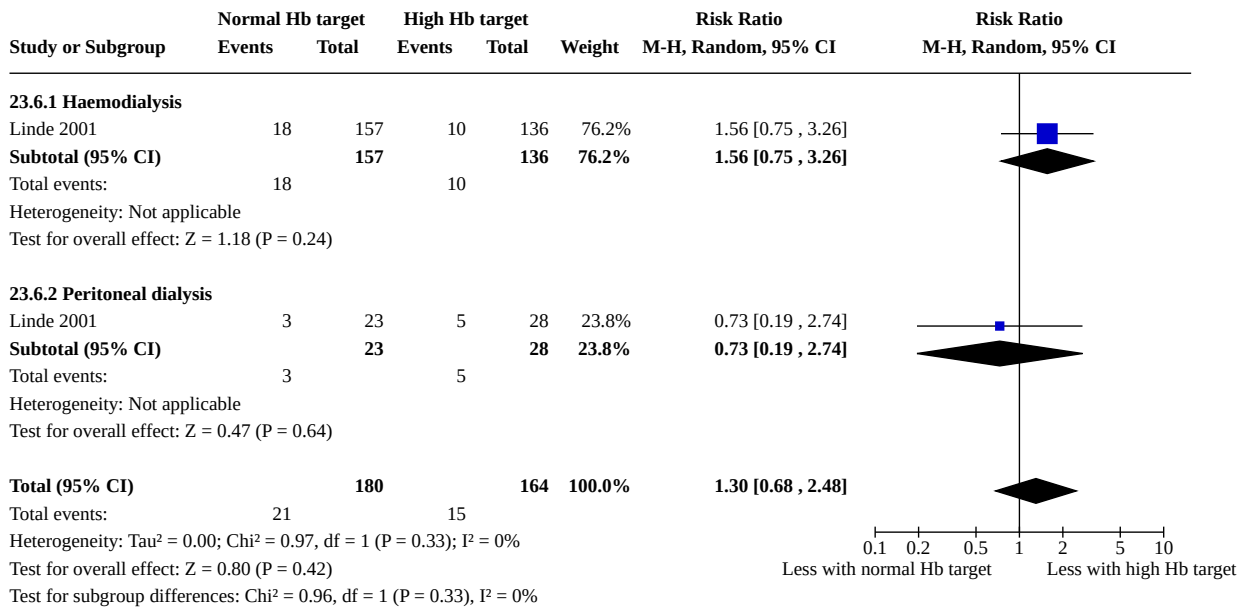 Normal Hb target High Hb target Risk Ratio Risk Ratio
Study or Subgroup Events Total Events Total Weight M-H, Random, 95% CI M-H, Random, 95% CI
23.6.1 Haemodialysis
Linde 2001 18 157 10 136 76.2% 1.56 [0.75 , 3.26]
Subtotal (95% CI) 157 136 76.2% 1.56 [0.75 , 3.26]
Total events: 18 10
Heterogeneity: Not applicable
Test for overall effect: Z = 1.18 (P = 0.24)
23.6.2 Peritoneal dialysis
Linde 2001 3 23 5 28 23.8% 0.73 [0.19 , 2.74]
Subtotal (95% CI) 23 28 23.8% 0.73 [0.19 , 2.74]
Total events: 3 5
Heterogeneity: Not applicable
Test for overall effect: Z = 0.47 (P = 0.64)
Total (95% CI) 180 164 100.0% 1.30 [0.68 , 2.48]
Total events: 21 15
Heterogeneity: Tau² = 0.00; Chi² = 0.97, df = 1 (P = 0.33); I² = 0%
Test for overall effect: Z = 0.80 (P = 0.42)
Test for subgroup differences: Chi² = 0.96, df = 1 (P = 0.33), I² = 0%
0.1 0.2 0.5 1 2 5 10
Less with normal Hb target Less with high Hb target